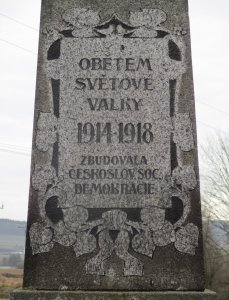 OBĚTEM
SVĚTOVÉ
VÁLKY
1914-1918
ZBUDOVALA
ČESKOSLOV. SOC.
DEMOKRACIE